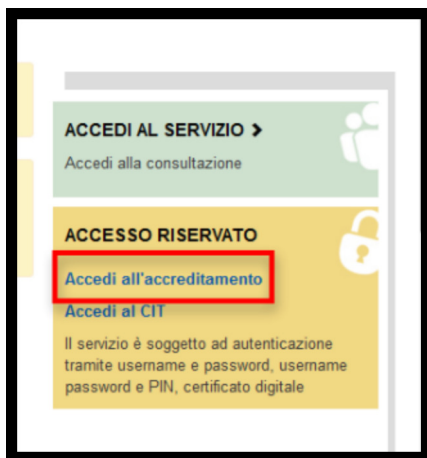 ACCEDI AL SERVIZIO >
Accedi alla consultazione
ACCESSO RISERVATO
Accedi all'accreditamento
Accedi al CIT
Il servizio è soggetto ad autenticazione
tramite username e password, username
password e PIN, certificato digitale